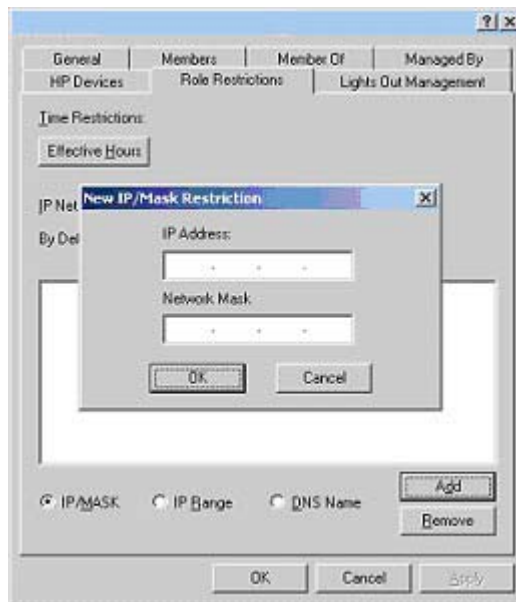 General Members Member Of Managed By
HP Devices Role Restrictions Lights Out Management
Time Restrictions:
Effective Hours
New IP/Mask Restriction
IP Net
By Def
IP Address:
Network Mask
OK Cancel
IP/MASK IP Range DNS Name
Add
Remove
OK Cancel Apply